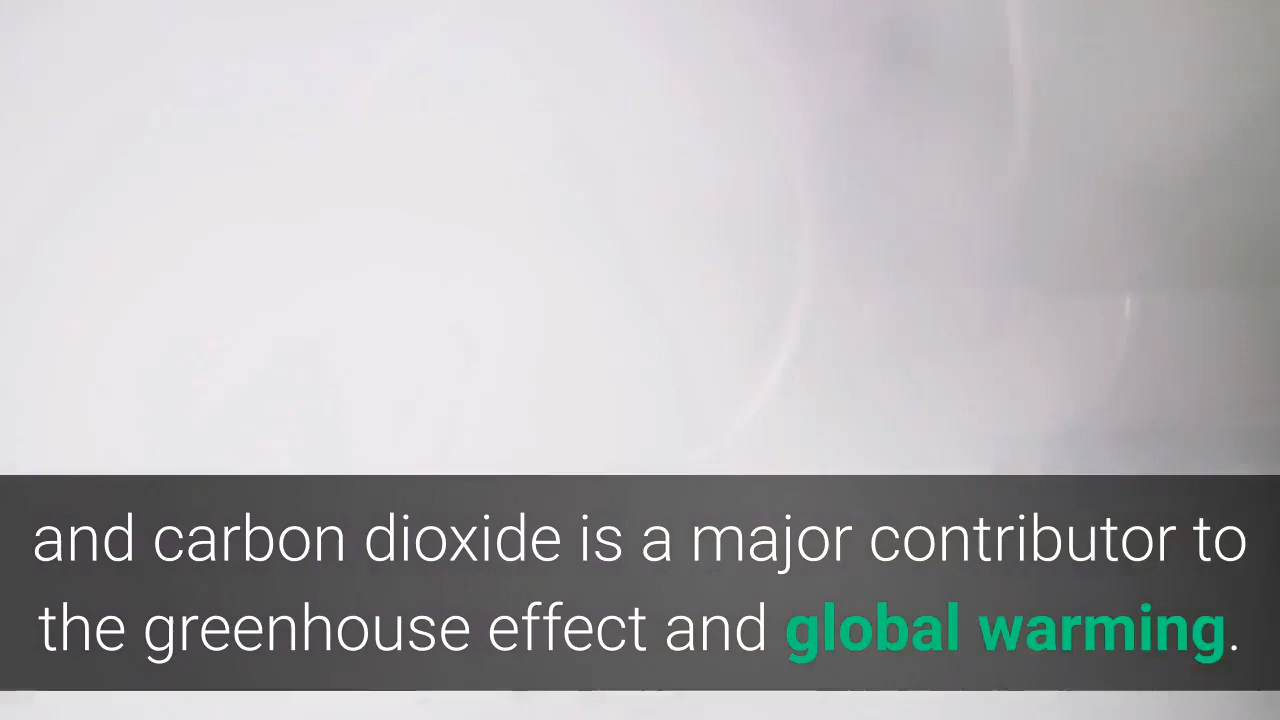 and carbon dioxide is a major contributor to
the greenhouse effect and global warming.